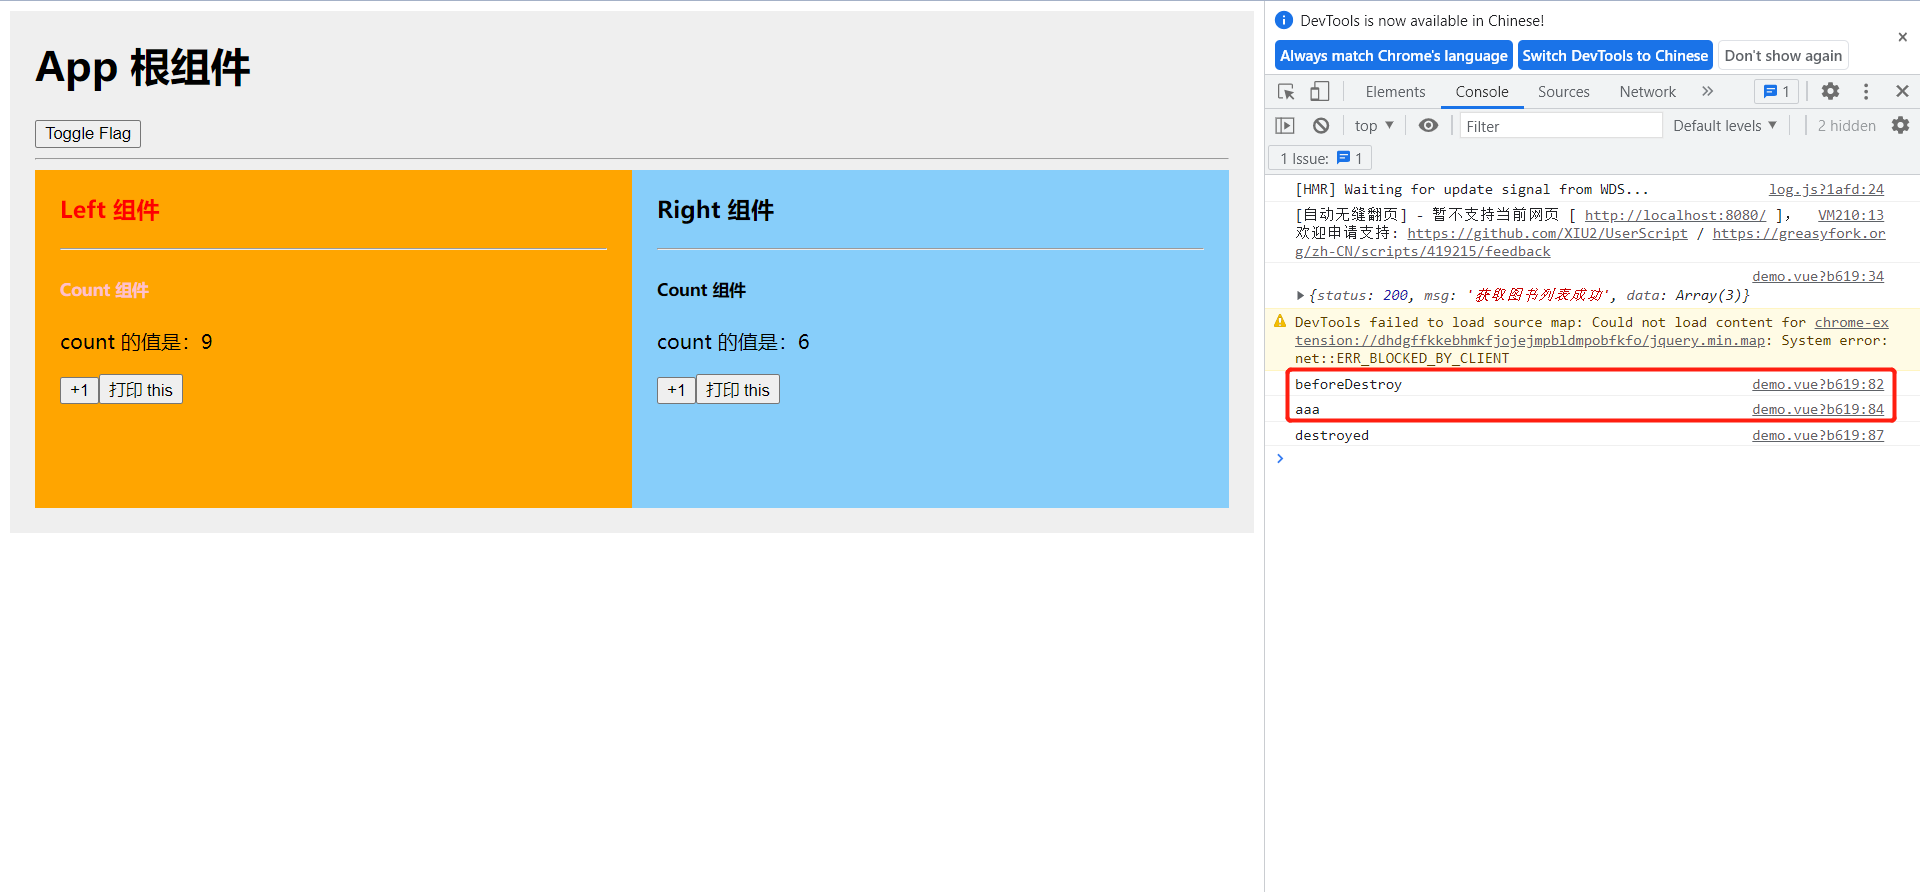 App 根组件
Toggle Flag
Left 组件
Count 组件
count 的值是：9
+1 打印 this
Right 组件
Count 组件
count 的值是：6
+1 打印 this
DevTools is now available in Chinese!
Always match Chrome's language Switch DevTools to Chinese Don't show again
Elements Console Sources Network 1
top Filter Default levels 2 hidden
1 Issue: 1
[HMR] Waiting for update signal from WDS... log.js?1afd:24
[自动无缝翻页] - 暂不支持当前网页 [ http://localhost:8080/ ]， VM210:13
欢迎申请支持: https://github.com/XIU2/UserScript / https://greasyfork.or
g/zh-CN/scripts/419215/feedback
demo.vue?b619:34
{status: 200, msg: '获取图书列表成功', data: Array(3)}
DevTools failed to load source map: Could not load content for chrome-ex
tension://dhdgffkkebhmkfjojejmpbldmpobfkfo/jquery.min.map: System error:
net::ERR_BLOCKED_BY_CLIENT
beforeDestroy demo.vue?b619:82
aaa demo.vue?b619:84
destroyed demo.vue?b619:87